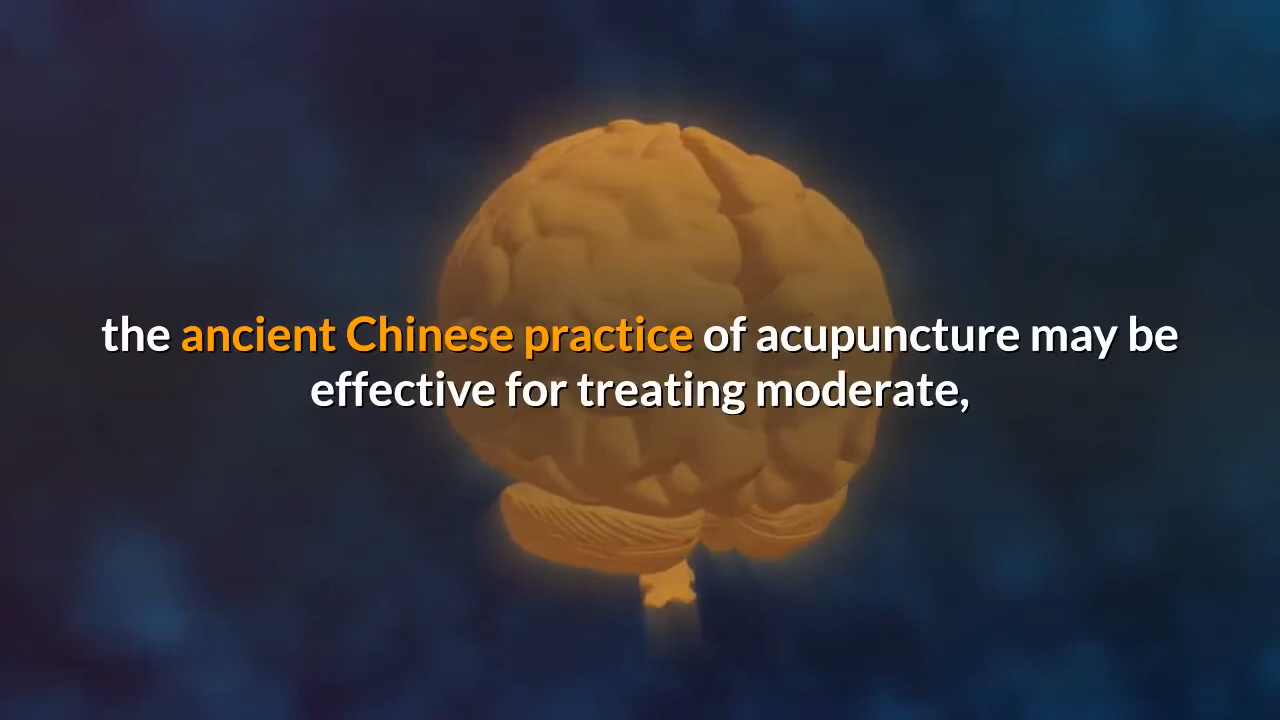 the ancient Chinese practice of acupuncture may be
effective for treating moderate,